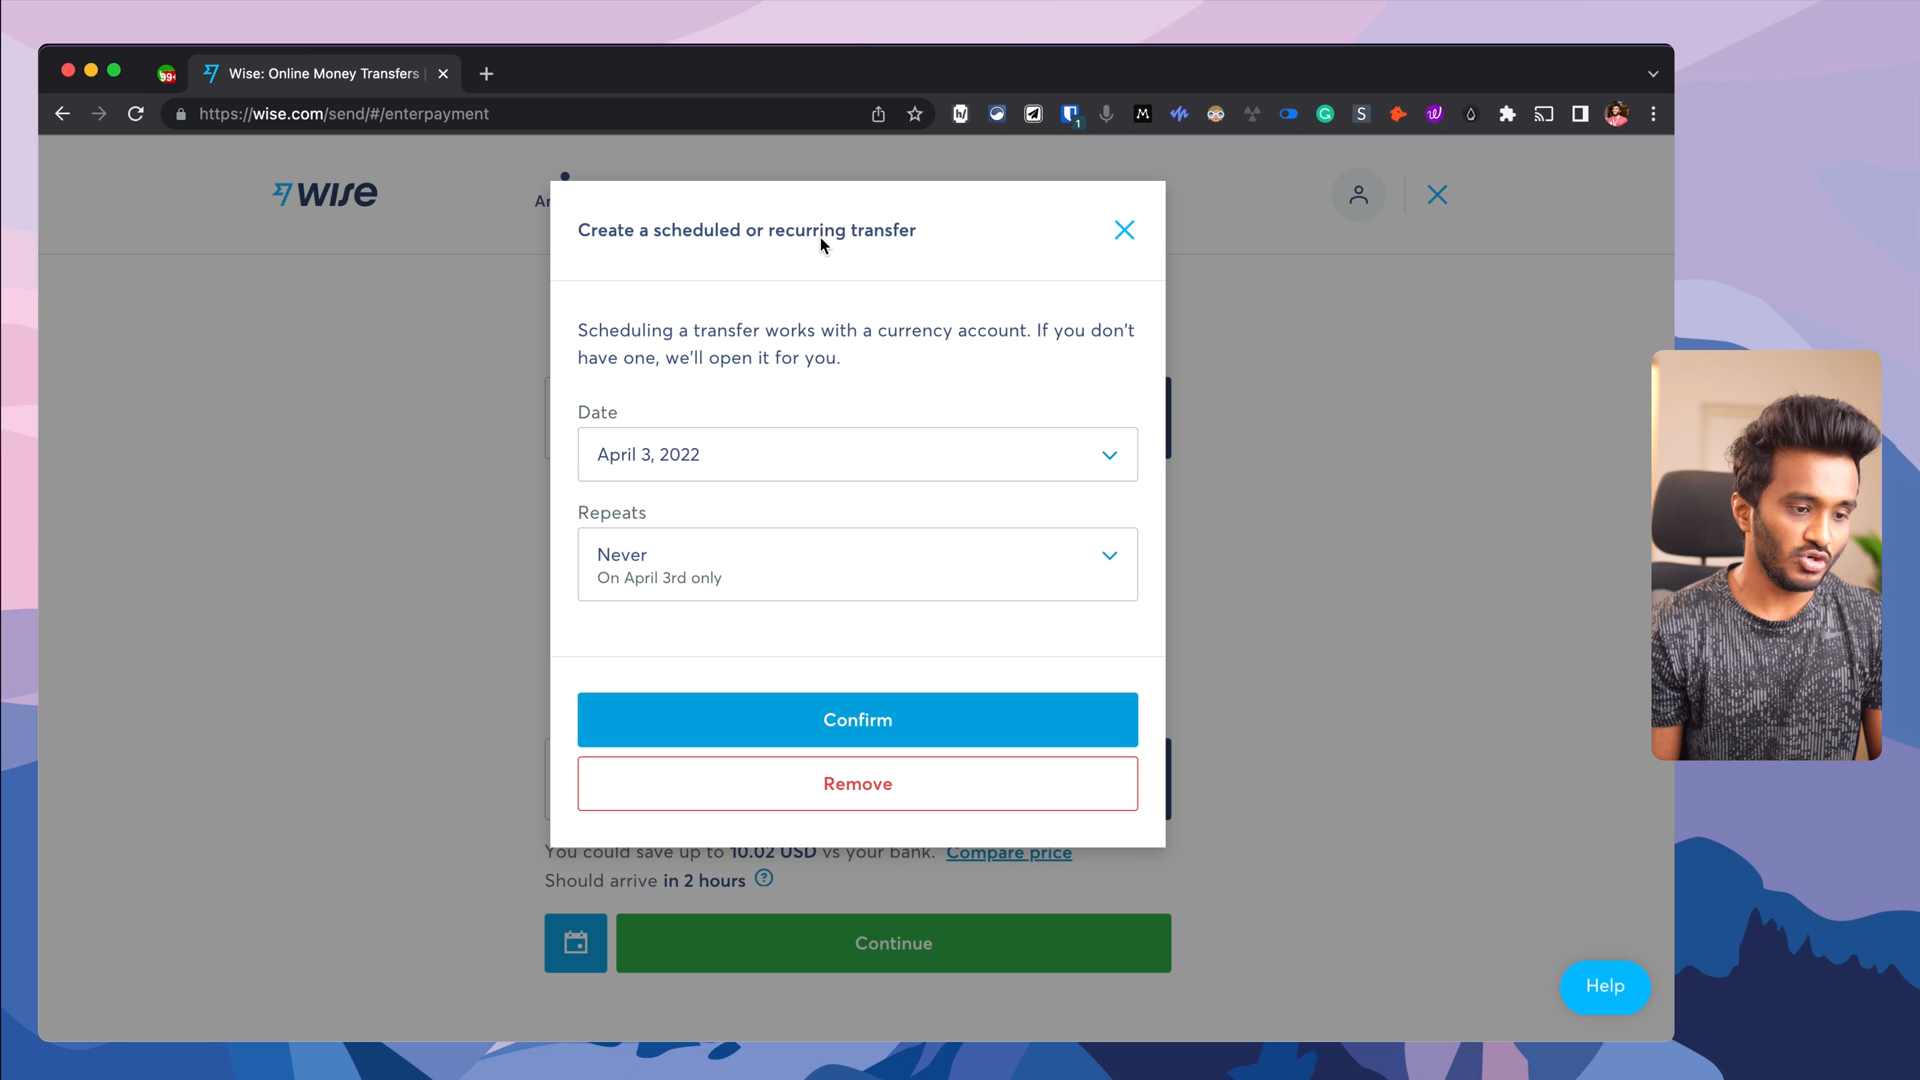 99+
Wise: Online Money Transfers |
https://wise.com/send/#/enterpayment
1
M
S
wise
Create a scheduled or recurring transfer
Scheduling a transfer works with a currency account. If you don't
have one, we'll open it for you.
Date
April 3, 2022
Repeats
Never
On April 3rd only
Confirm
Remove
You could save up to 10.02 USD vs your bank. Compare price
Should arrive in 2 hours ?
Continue
Help